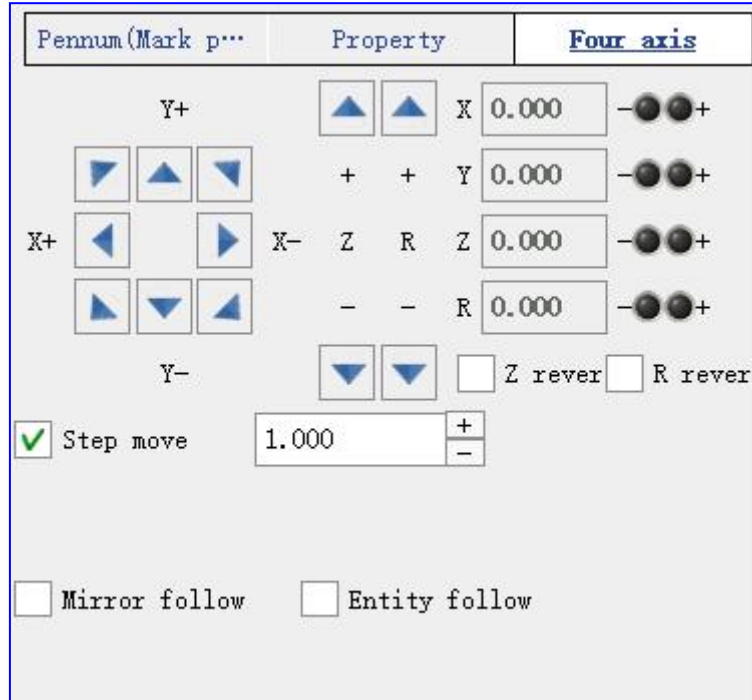 Pennum(Mark p… Property Four axis
Y+ X 0.000 -+
+ + Y 0.000 -+
X+ X- Z R Z 0.000 -+
- - R 0.000 -+
Y- Z rever R rever
Step move 1.000 + -
Mirror follow Entity follow